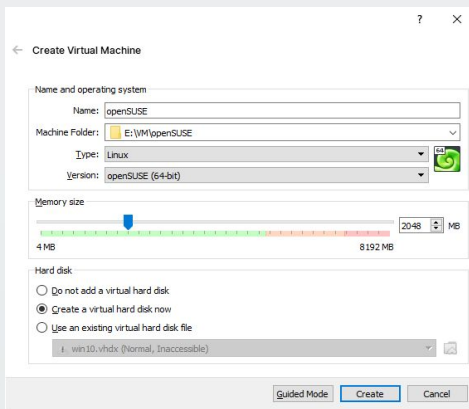 ?
Create Virtual Machine
Name and operating system
Name: openSUSE
Machine Folder: E:\VM\openSUSE
Type: Linux
64
Version: openSUSE (64-bit)
Memory size
2048 MB
4 MB 8192 MB
Hard disk
Do not add a virtual hard disk
Create a virtual hard disk now
Use an existing virtual hard disk file
win10.vhdx (Normal, Inaccessible)
Guided Mode Create Cancel